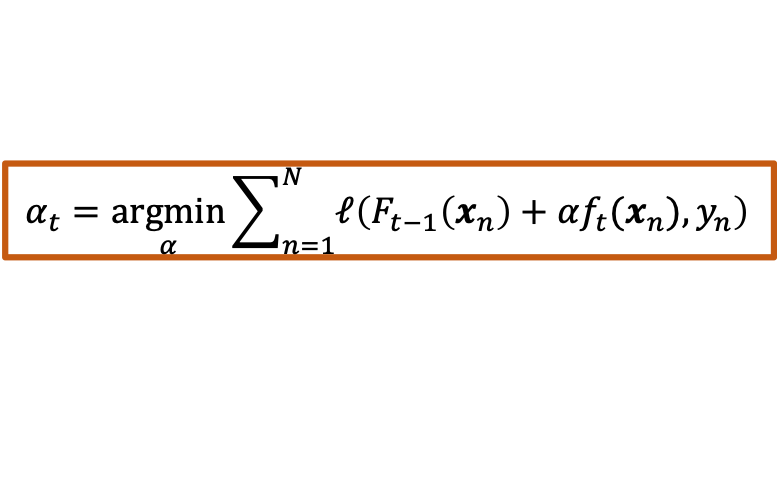 α_t = argmin_α ∑_{n=1}^{N} ℓ(F_{t−1}(𝒙_n) + αf_t(𝒙_n), y_n)